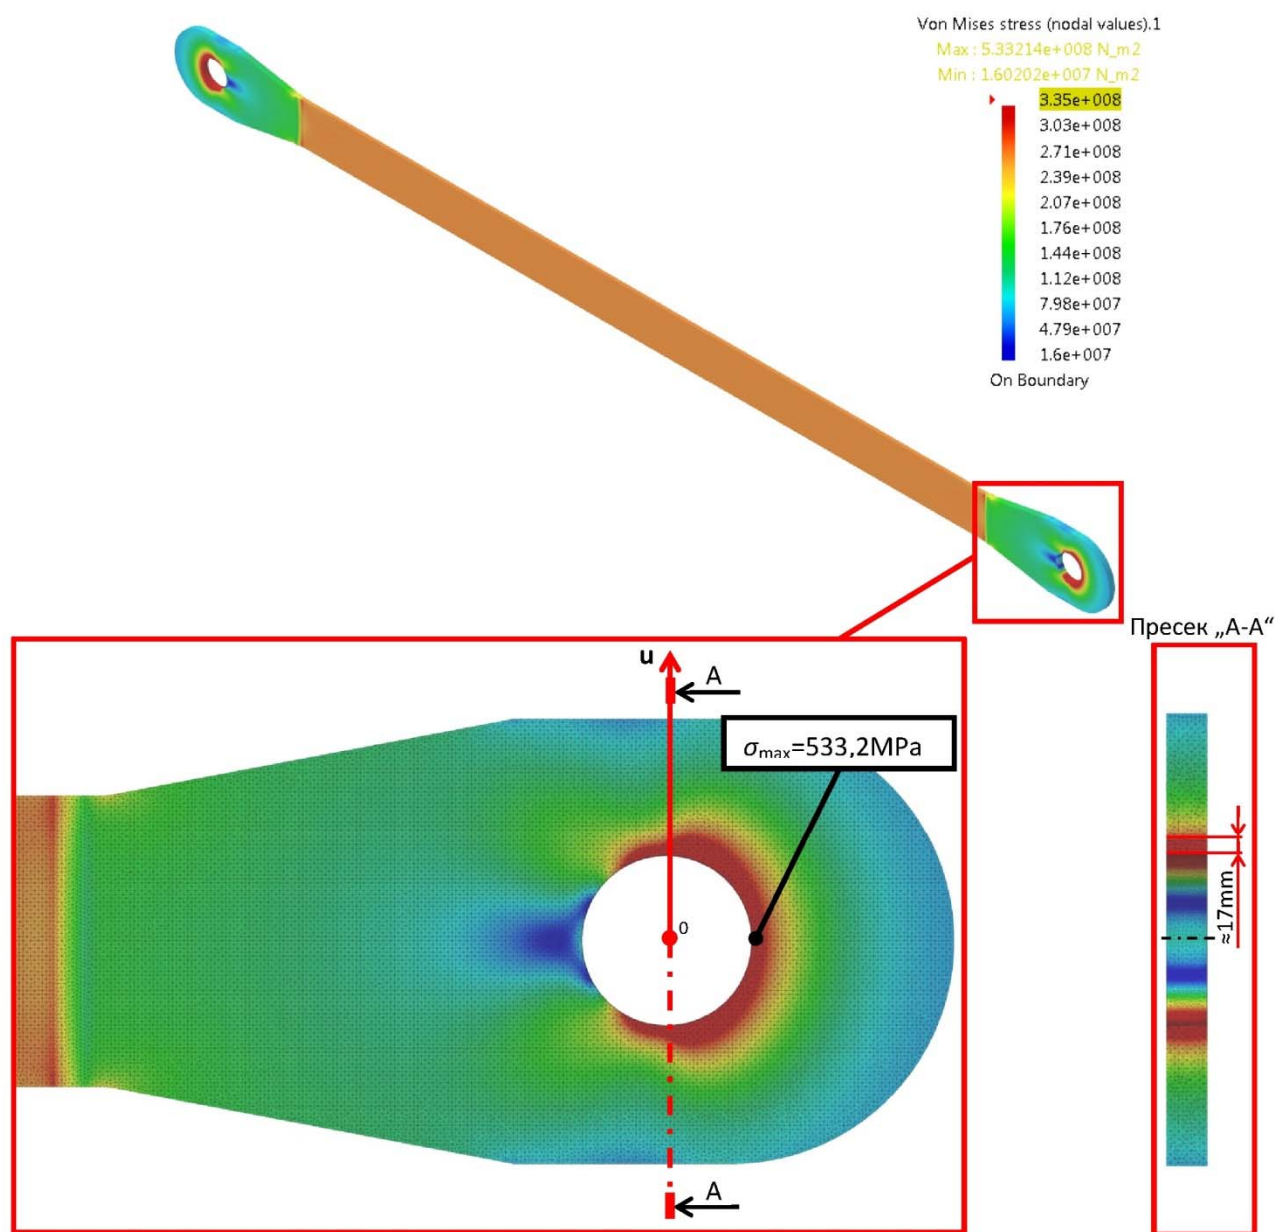 Von Mises stress (nodal values).1
Max : 5.33214e+008 N_m2
Min : 1.60202e+007 N_m2
3.35e+008
3.03e+008
2.71e+008
2.39e+008
2.07e+008
1.76e+008
1.44e+008
1.12e+008
7.98e+007
4.79e+007
1.6e+007
On Boundary
Пресек „А-А“
u
A
σmax=533,2MPa
0
≈17mm
A